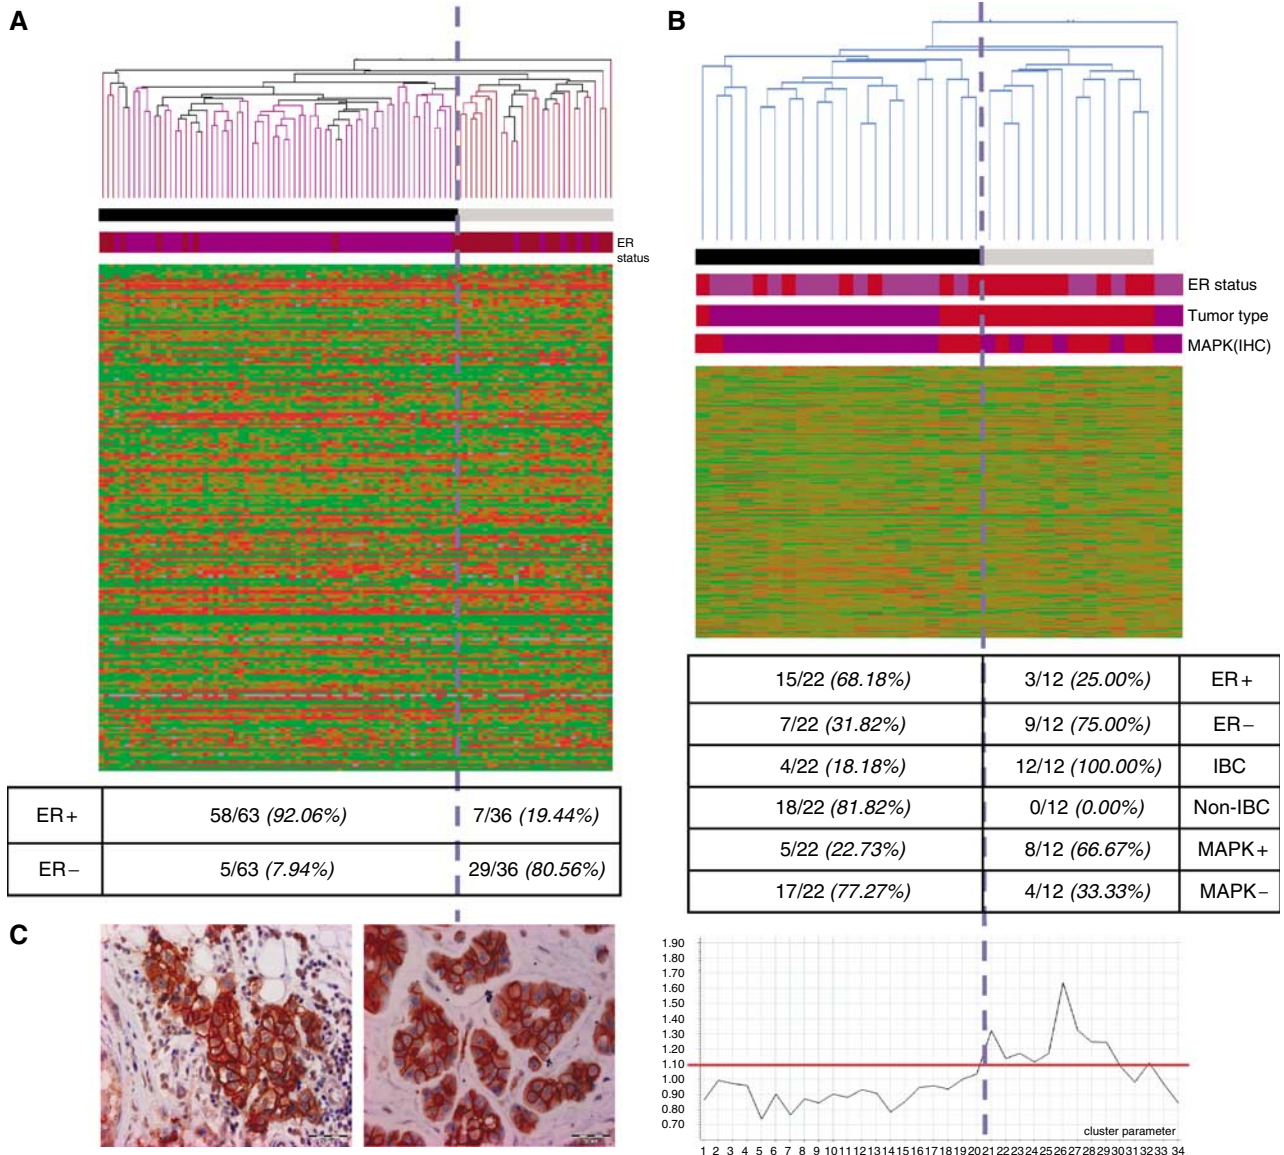 A
B
ER
status
ER status
Tumor type
MAPK(IHC)
ER+ 58/63 (92.06%) 7/36 (19.44%)
ER− 5/63 (7.94%) 29/36 (80.56%)
15/22 (68.18%) 3/12 (25.00%) ER+
7/22 (31.82%) 9/12 (75.00%) ER−
4/22 (18.18%) 12/12 (100.00%) IBC
18/22 (81.82%) 0/12 (0.00%) Non-IBC
5/22 (22.73%) 8/12 (66.67%) MAPK+
17/22 (77.27%) 4/12 (33.33%) MAPK−
C
1.90
1.80
1.70
1.60
1.50
1.40
1.30
1.20
1.10
1.00
0.90
0.80
0.70
cluster parameter
1 2 3 4 5 6 7 8 9 10 11 12 13 14 15 16 17 18 19 20 21 22 23 24 25 26 27 28 29 30 31 32 33 34